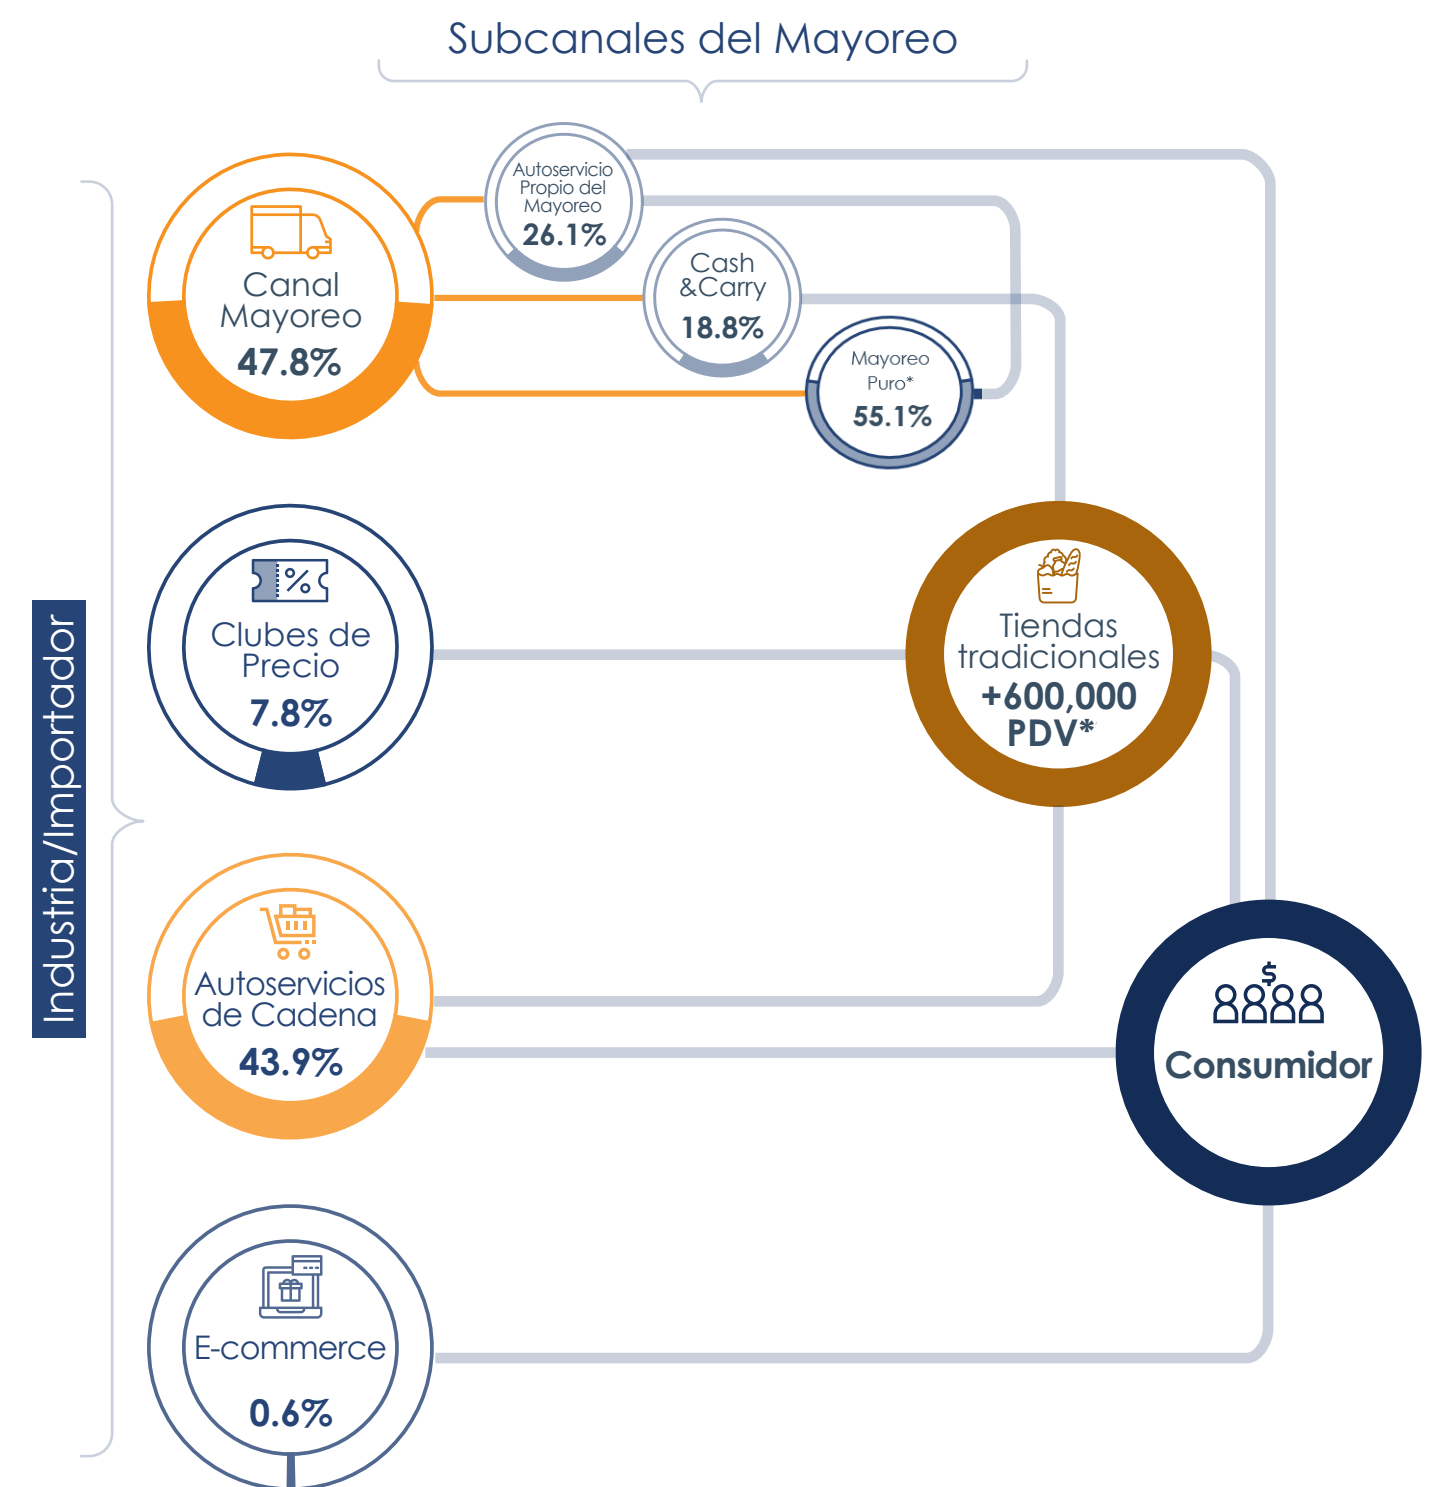 Subcanales del Mayoreo
Industria/Importador
Canal
Mayoreo
47.8%
Autoservicio
Propio del
Mayoreo
26.1%
Cash
&Carry
18.8%
Mayoreo
Puro*
55.1%
Clubes de
Precio
7.8%
Tiendas
tradicionales
+600,000
PDV*
Autoservicios
de Cadena
43.9%
$
Consumidor
E-commerce
0.6%